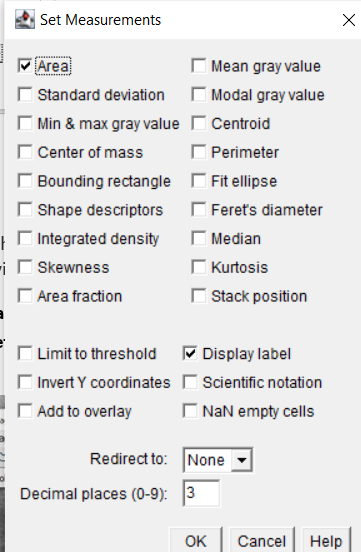 Set Measurements
Area Mean gray value
Standard deviation Modal gray value
Min & max gray value Centroid
Center of mass Perimeter
Bounding rectangle Fit ellipse
Shape descriptors Feret's diameter
Integrated density Median
Skewness Kurtosis
Area fraction Stack position
Limit to threshold Display label
Invert Y coordinates Scientific notation
Add to overlay NaN empty cells
Redirect to: None
Decimal places (0-9): 3
OK Cancel Help